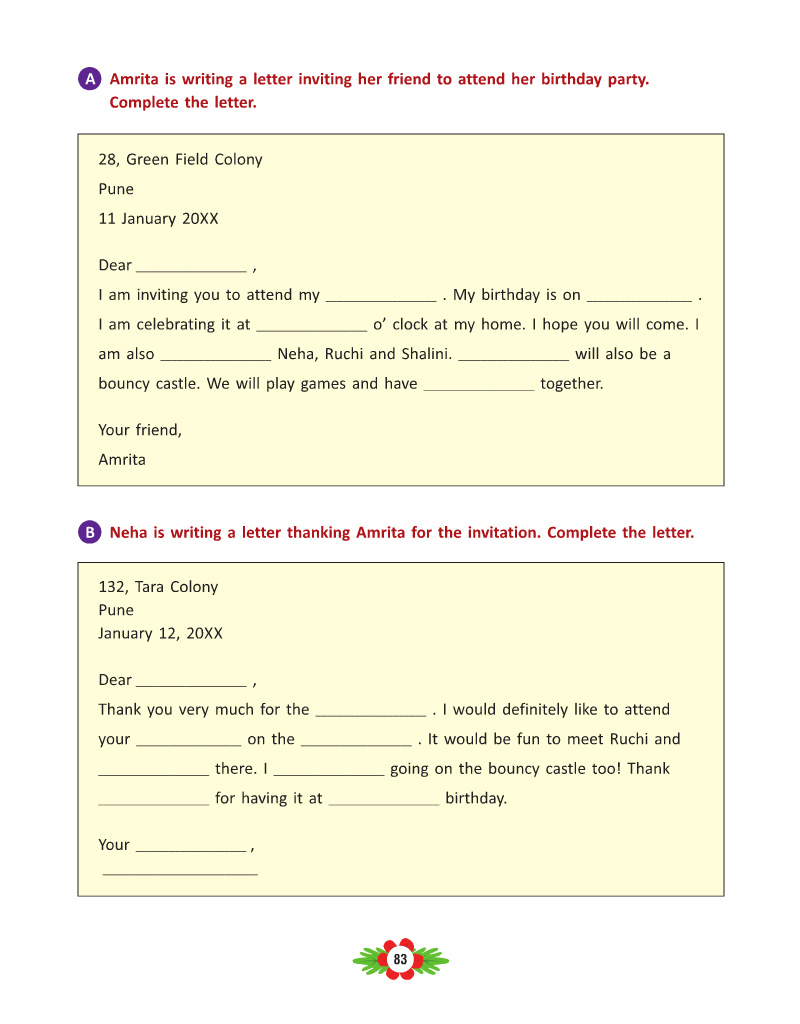 A Amrita is writing a letter inviting her friend to attend her birthday party.
Complete the letter.
28, Green Field Colony
Pune
11 January 20XX
Dear _____________ ,
I am inviting you to attend my _____________ . My birthday is on _____________ .
I am celebrating it at _____________ o' clock at my home. I hope you will come. I
am also _____________ Neha, Ruchi and Shalini. _____________ will also be a
bouncy castle. We will play games and have _____________ together.
Your friend,
Amrita
B Neha is writing a letter thanking Amrita for the invitation. Complete the letter.
132, Tara Colony
Pune
January 12, 20XX
Dear _____________ ,
Thank you very much for the _____________ . I would definitely like to attend
your _____________ on the _____________ . It would be fun to meet Ruchi and
_____________ there. I _____________ going on the bouncy castle too! Thank
_____________ for having it at _____________ birthday.
Your _____________ ,
__________________
83